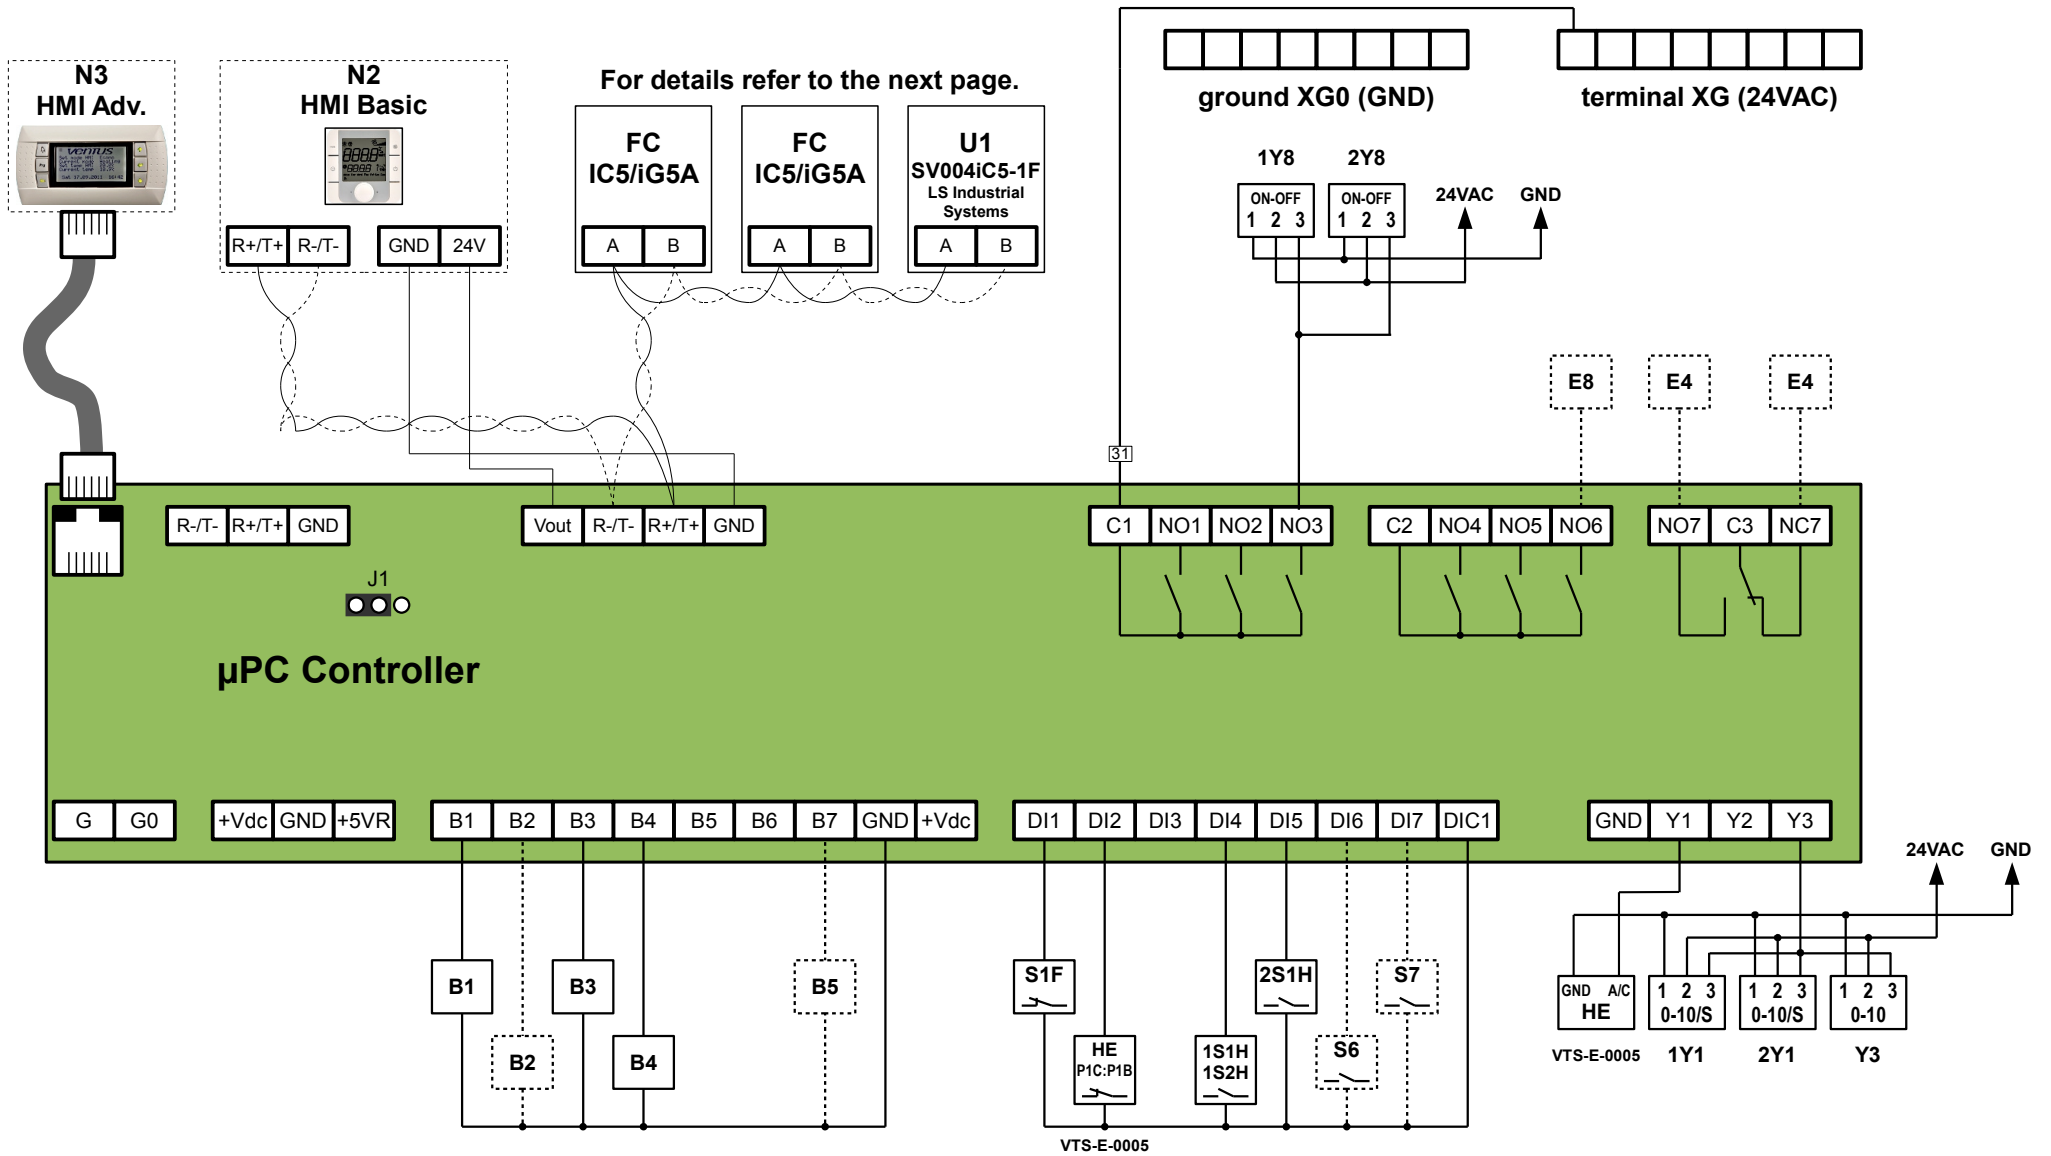 N3
HMI Adv.
VENTUS
N2
HMI Basic
R+/T+ R-/T- GND 24V
For details refer to the next page.
FC
IC5/iG5A
A B
FC
IC5/iG5A
A B
U1
SV004iC5-1F
LS Industrial
Systems
A B
ground XG0 (GND)
terminal XG (24VAC)
1Y8 2Y8
ON-OFF
1 2 3
ON-OFF
1 2 3
24VAC GND
E8 E4 E4
31
R-/T- R+/T+ GND
Vout R-/T- R+/T+ GND
C1 NO1 NO2 NO3
C2 NO4 NO5 NO6
NO7 C3 NC7
J1
µPC Controller
G G0
+Vdc GND +5VR
B1 B2 B3 B4 B5 B6 B7 GND +Vdc
DI1 DI2 DI3 DI4 DI5 DI6 DI7 DIC1
GND Y1 Y2 Y3
24VAC GND
B1 B3 B5
B2 B4
S1F 2S1H S7
HE
P1C:P1B
1S1H
1S2H
S6
VTS-E-0005
GND A/C
HE
1 2 3
0-10/S
1 2 3
0-10/S
1 2 3
0-10
VTS-E-0005 1Y1 2Y1 Y3